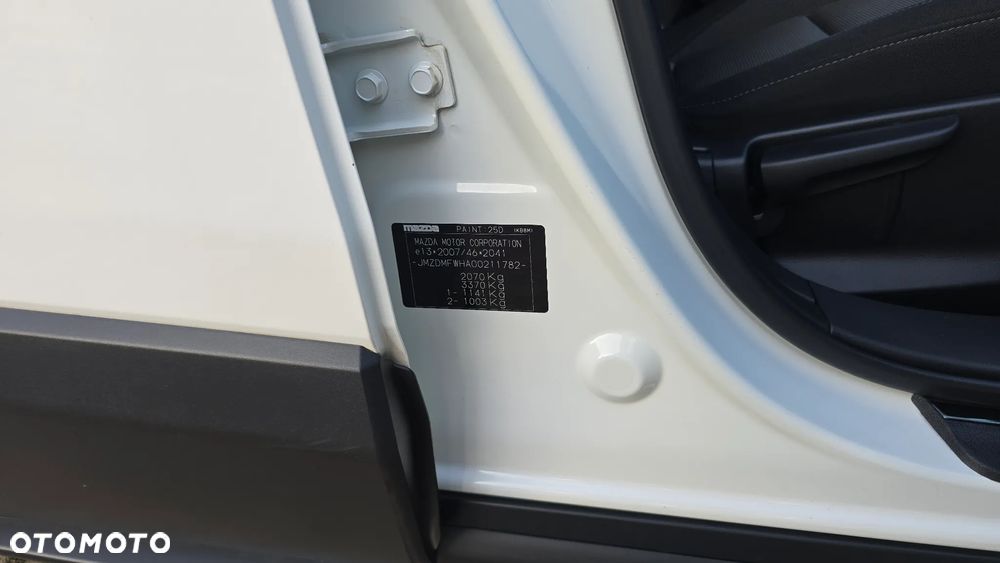 mazda PAINT:25D
MAZDA MOTOR CORPORATION
e13*2007/46*2041
-JMZDMFWHA00211782-
2070 Kg
3370 Kg
1- 1141 Kg
2- 1003 Kg
OTOMOTO